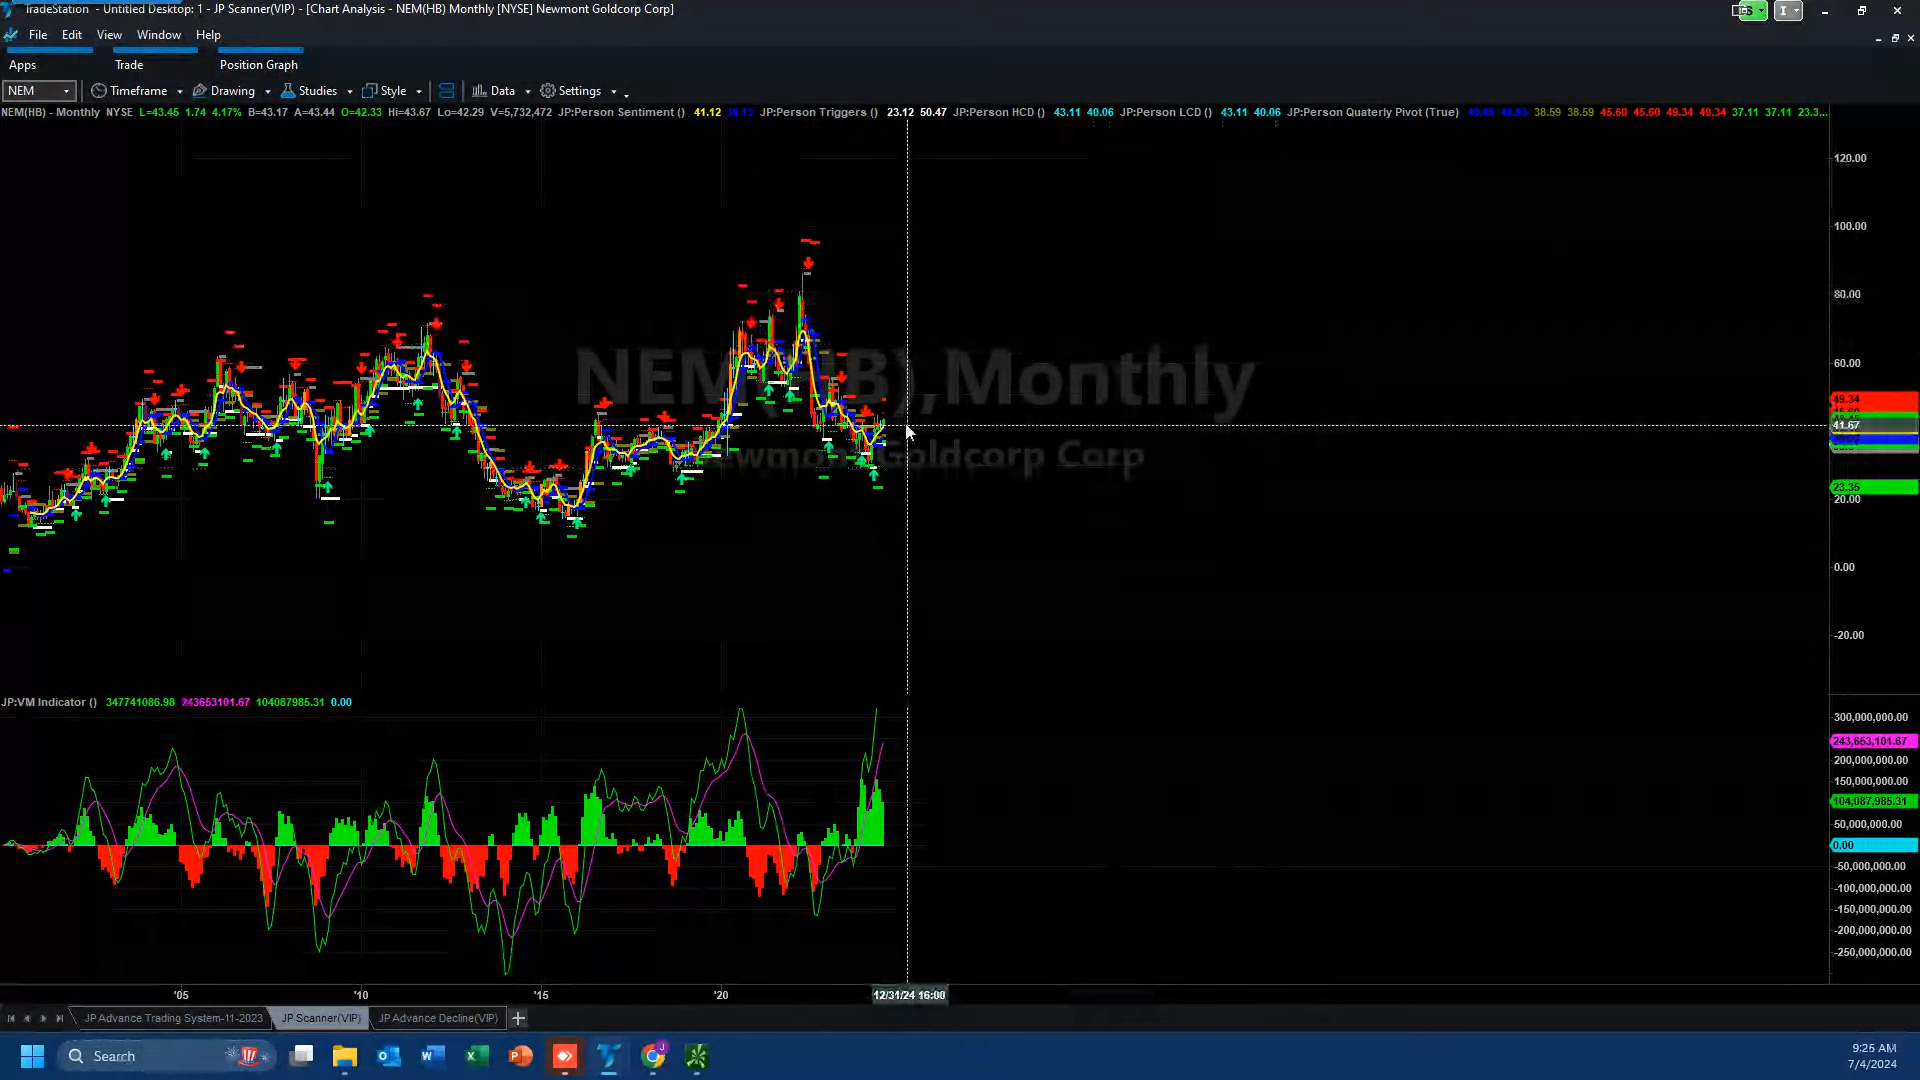 TradeStation - Untitled Desktop: 1 - JP Scanner(VIP) - [Chart Analysis - NEM(HB) Monthly [NYSE] Newmont Goldcorp Corp]
File Edit View Window Help
Apps Trade Position Graph
NEM Timeframe Drawing Studies Style Data Settings
NEM(HB) - Monthly NYSE L=43.45 1.74 4.17% B=43.17 A=43.44 O=42.33 Hi=43.67 Lo=42.29 V=5,732,472 JP:Person Sentiment () 41.12 JP:Person Triggers () 23.12 50.47 JP:Person HCD () 43.11 40.06 JP:Person LCD () 43.11 40.06 JP:Person Quaterly Pivot (True) 38.59 38.59 45.60 45.60 49.34 49.34 37.11 37.11 23.3...
120.00
100.00
80.00
NEM(HB),Monthly
60.00
49.34
41.67
Newmont Goldcorp Corp
23.35
20.00
0.00
-20.00
JP:VM Indicator () 347741086.98 243653101.67 104087985.31 0.00
300,000,000.00
243,653,101.67
200,000,000.00
150,000,000.00
104,087,985.31
50,000,000.00
0.00
-50,000,000.00
-100,000,000.00
-150,000,000.00
-200,000,000.00
-250,000,000.00
'05 '10 '15 '20 12/31/24 16:00
JP Advance Trading System-11-2023 JP Scanner(VIP) JP Advance Decline(VIP)
Search
9:25 AM
7/4/2024